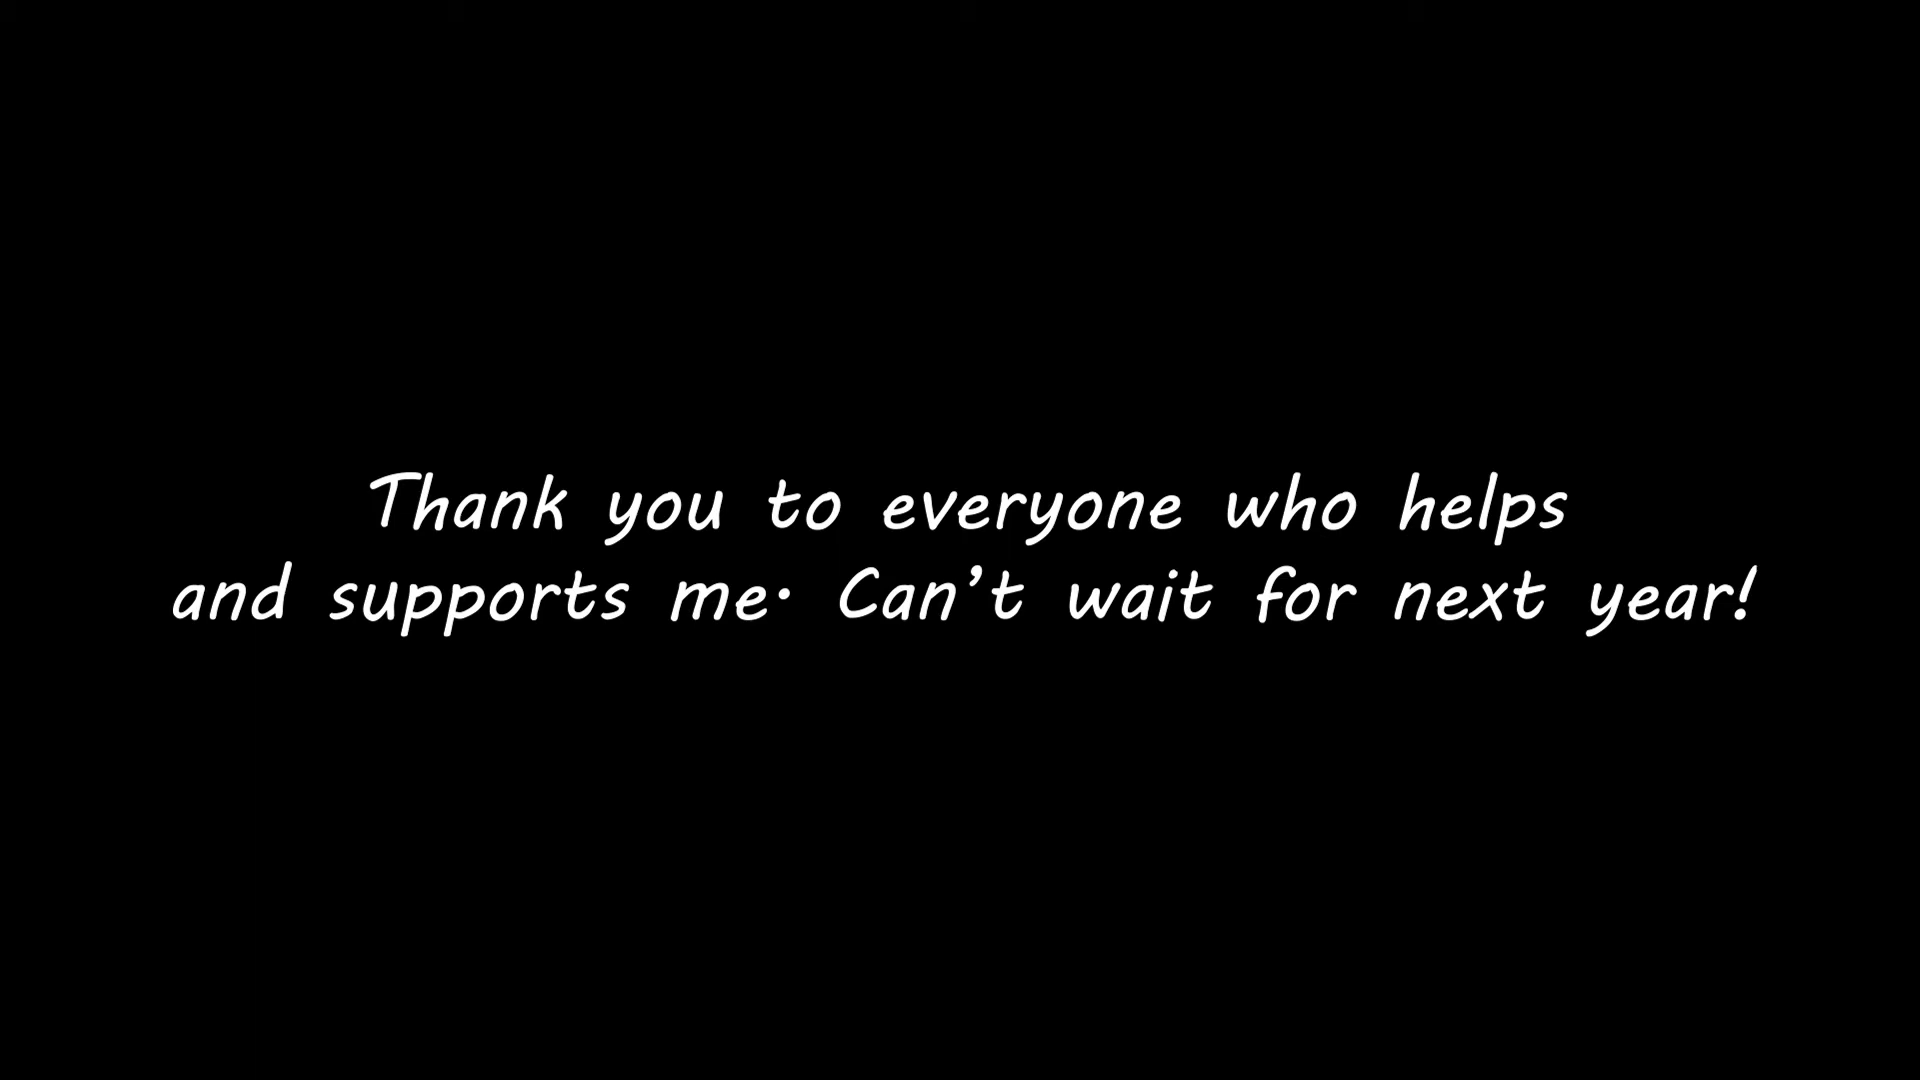 Thank you to everyone who helps
and supports me. Can't wait for next year!